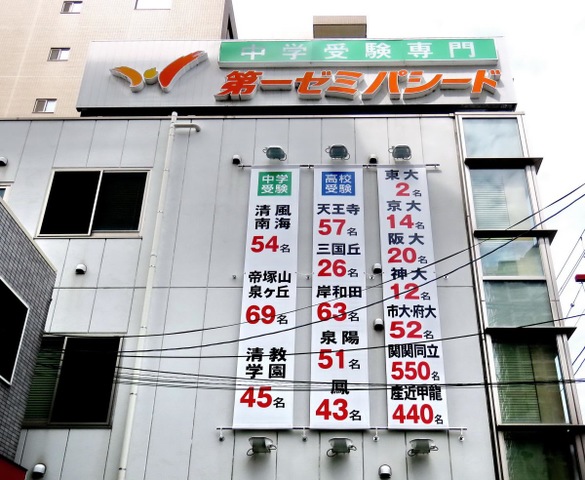 中学受験専門
第一ゼミパシード
中学
受験
清風
南海
54名
帝塚山
泉ヶ丘
69名
清教
学園
45名
高校
受験
天王寺
57名
三国丘
26名
岸和田
63名
泉陽
51名
鳳
43名
東大
2名
京大
14名
阪大
20名
神大
12名
市大・府大
52名
関関同立
550名
産近甲龍
440名